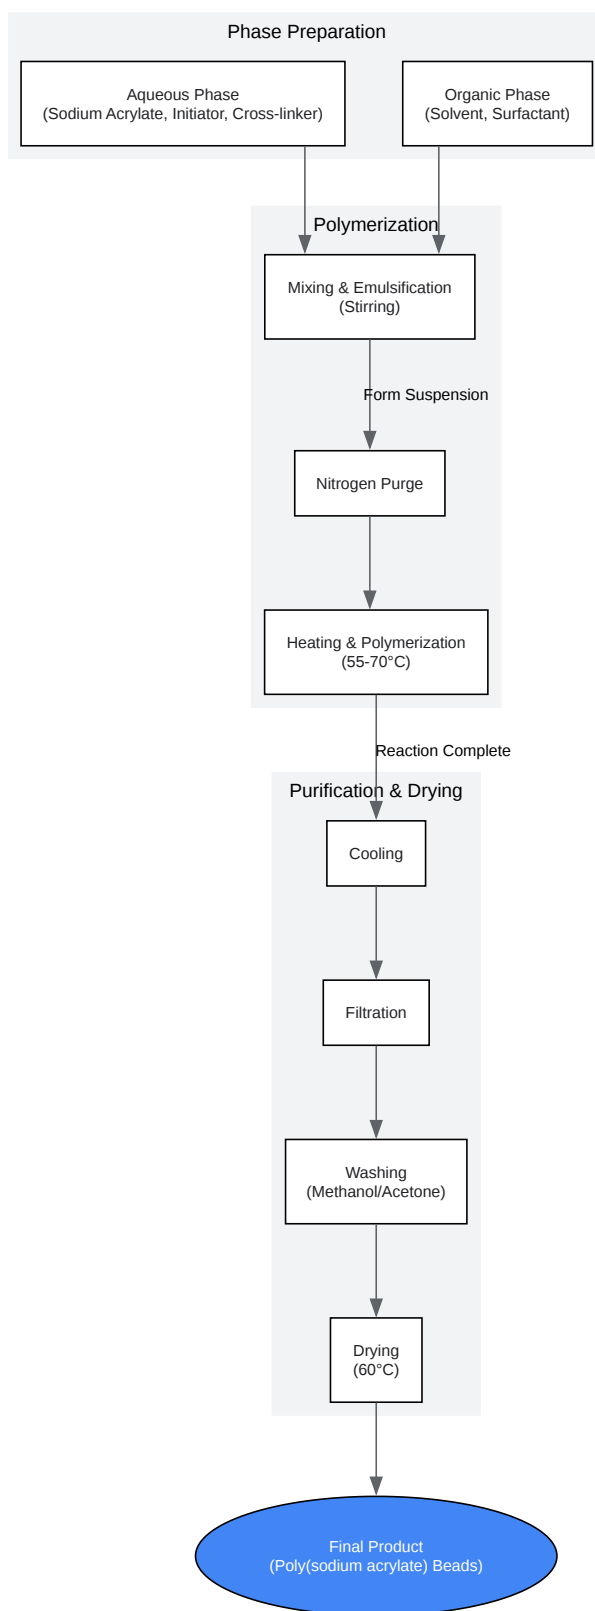 Phase Preparation
Aqueous Phase
(Sodium Acrylate, Initiator, Cross-linker)
Organic Phase
(Solvent, Surfactant)
Polymerization
Mixing & Emulsification
(Stirring)
Form Suspension
Nitrogen Purge
Heating & Polymerization
(55-70°C)
Reaction Complete
Purification & Drying
Cooling
Filtration
Washing
(Methanol/Acetone)
Drying
(60°C)
Final Product
(Poly(sodium acrylate) Beads)